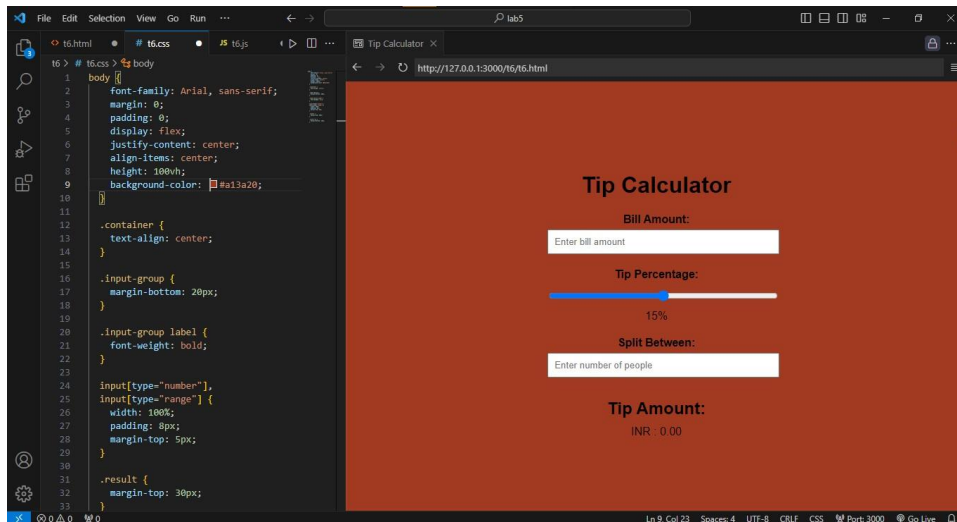 File Edit Selection View Go Run ...
lab5
t6.html
# t6.css
JS t6.js
...
Tip Calculator
...
t6 > # t6.css > body
http://127.0.0.1:3000/t6/t6.html
3
1 body {
2 font-family: Arial, sans-serif;
3 margin: 0;
4 padding: 0;
5 display: flex;
6 justify-content: center;
7 align-items: center;
8 height: 100vh;
9 background-color: #a13a20;
10 }
11
12 .container {
13 text-align: center;
14 }
15
16 .input-group {
17 margin-bottom: 20px;
18 }
19
20 .input-group label {
21 font-weight: bold;
22 }
23
24 input[type="number"],
25 input[type="range"] {
26 width: 100%;
27 padding: 8px;
28 margin-top: 5px;
29 }
30
31 .result {
32 margin-top: 30px;
33 }
Tip Calculator
Bill Amount:
Enter bill amount
Tip Percentage:
15%
Split Between:
Enter number of people
Tip Amount:
INR : 0.00
0 0 0
Ln 9, Col 23 Spaces: 4 UTF-8 CRLF CSS Port: 3000 Go Live